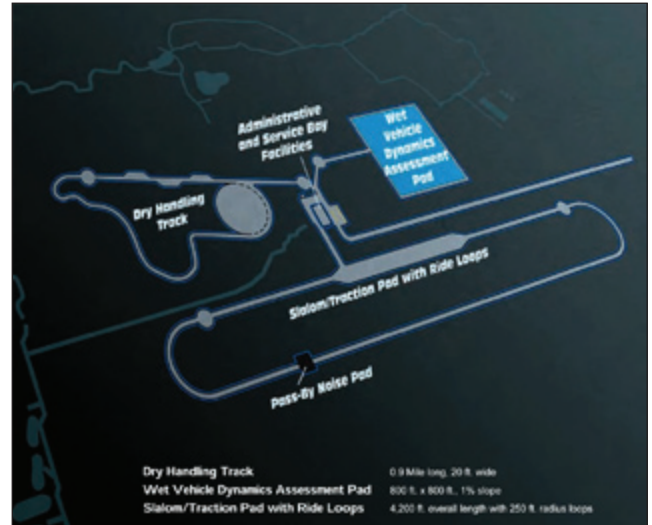 Administrative
and Service Bay
Facilities
Wet
Vehicle
Dynamics
Assessment
Pad
Dry Handling
Track
Slalom/Traction Pad with Ride Loops
Pass-By Noise Pad
Dry Handling Track 0.9 Mile long, 20 ft. wide
Wet Vehicle Dynamics Assessment Pad 800 ft. x 800 ft., 1% slope
Slalom/Traction Pad with Ride Loops 4,200 ft. overall length with 250 ft. radius loops